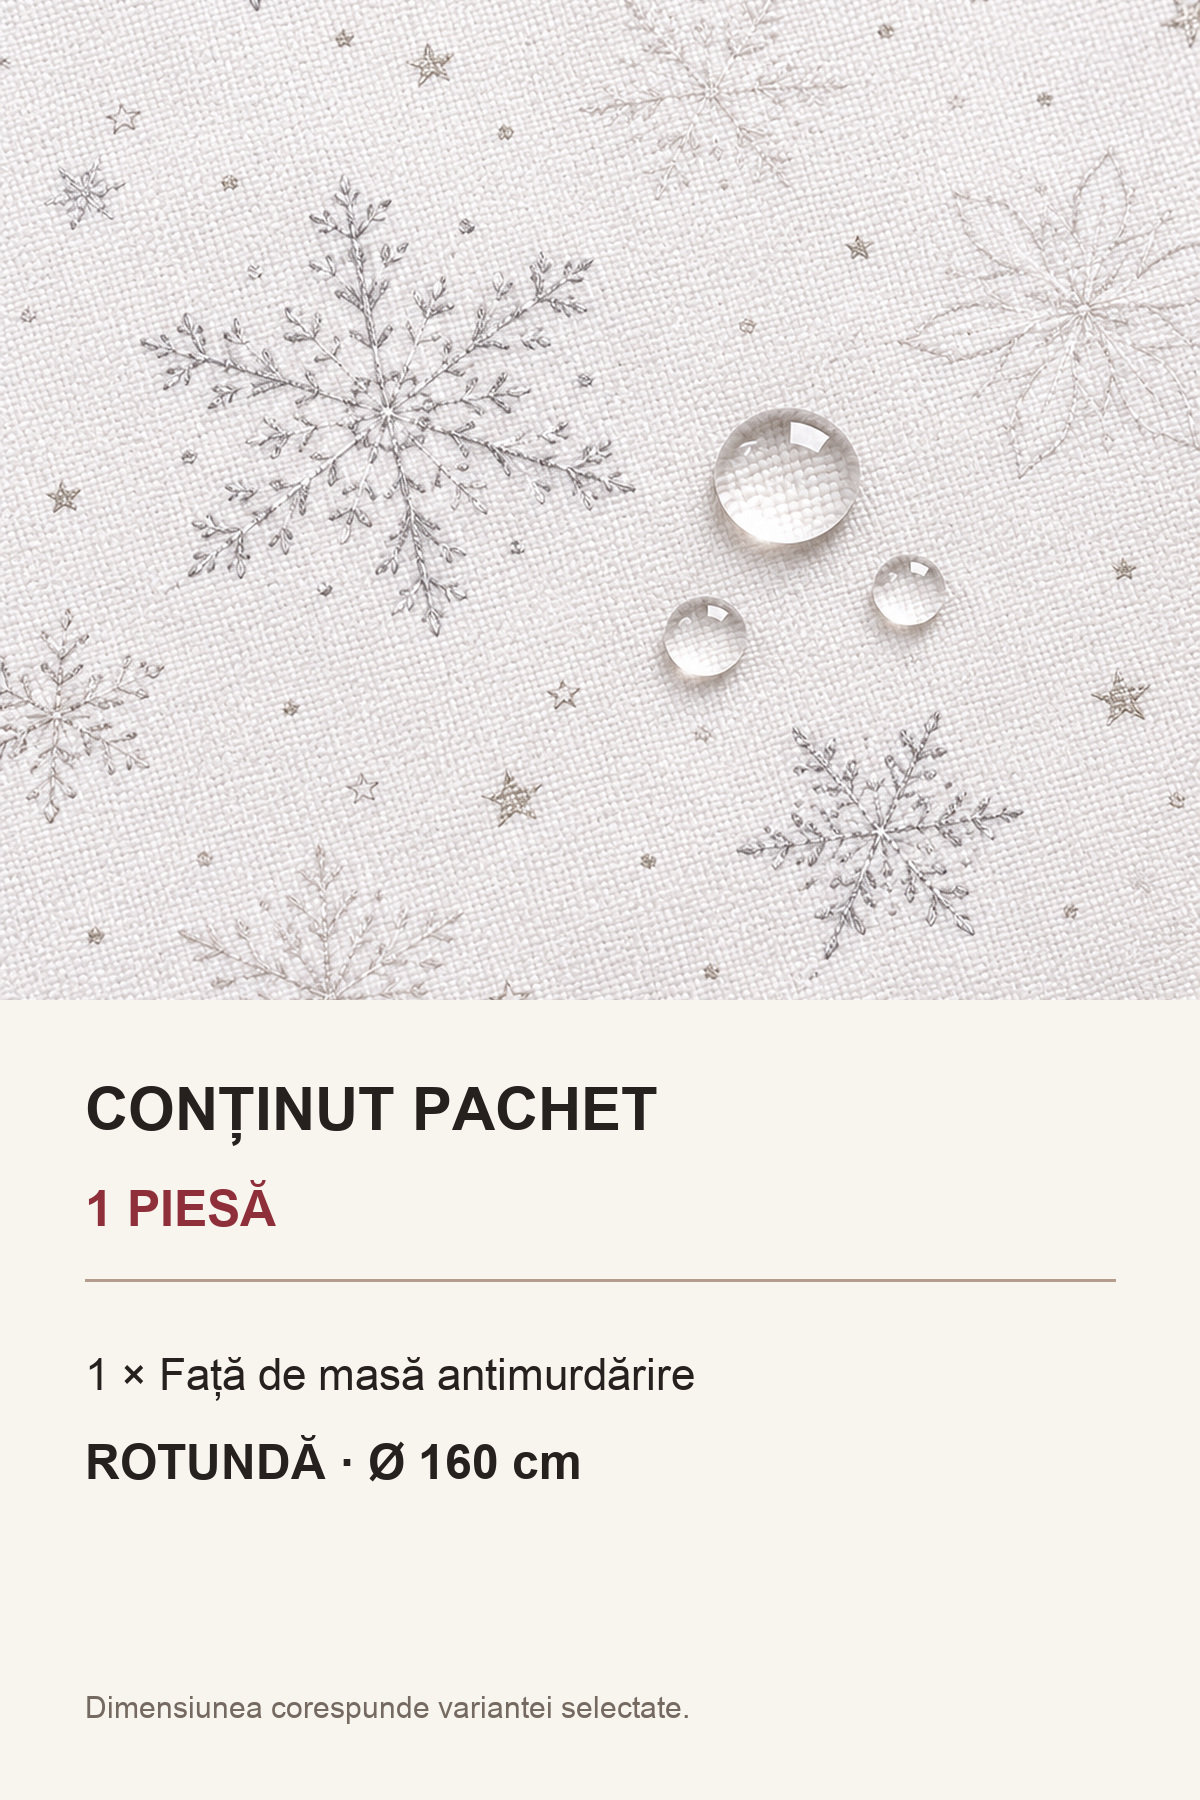 CONȚINUT PACHET
1 PIESĂ
1 × Față de masă antimurdărire
ROTUNDĂ · Ø 160 cm
Dimensiunea corespunde variantei selectate.